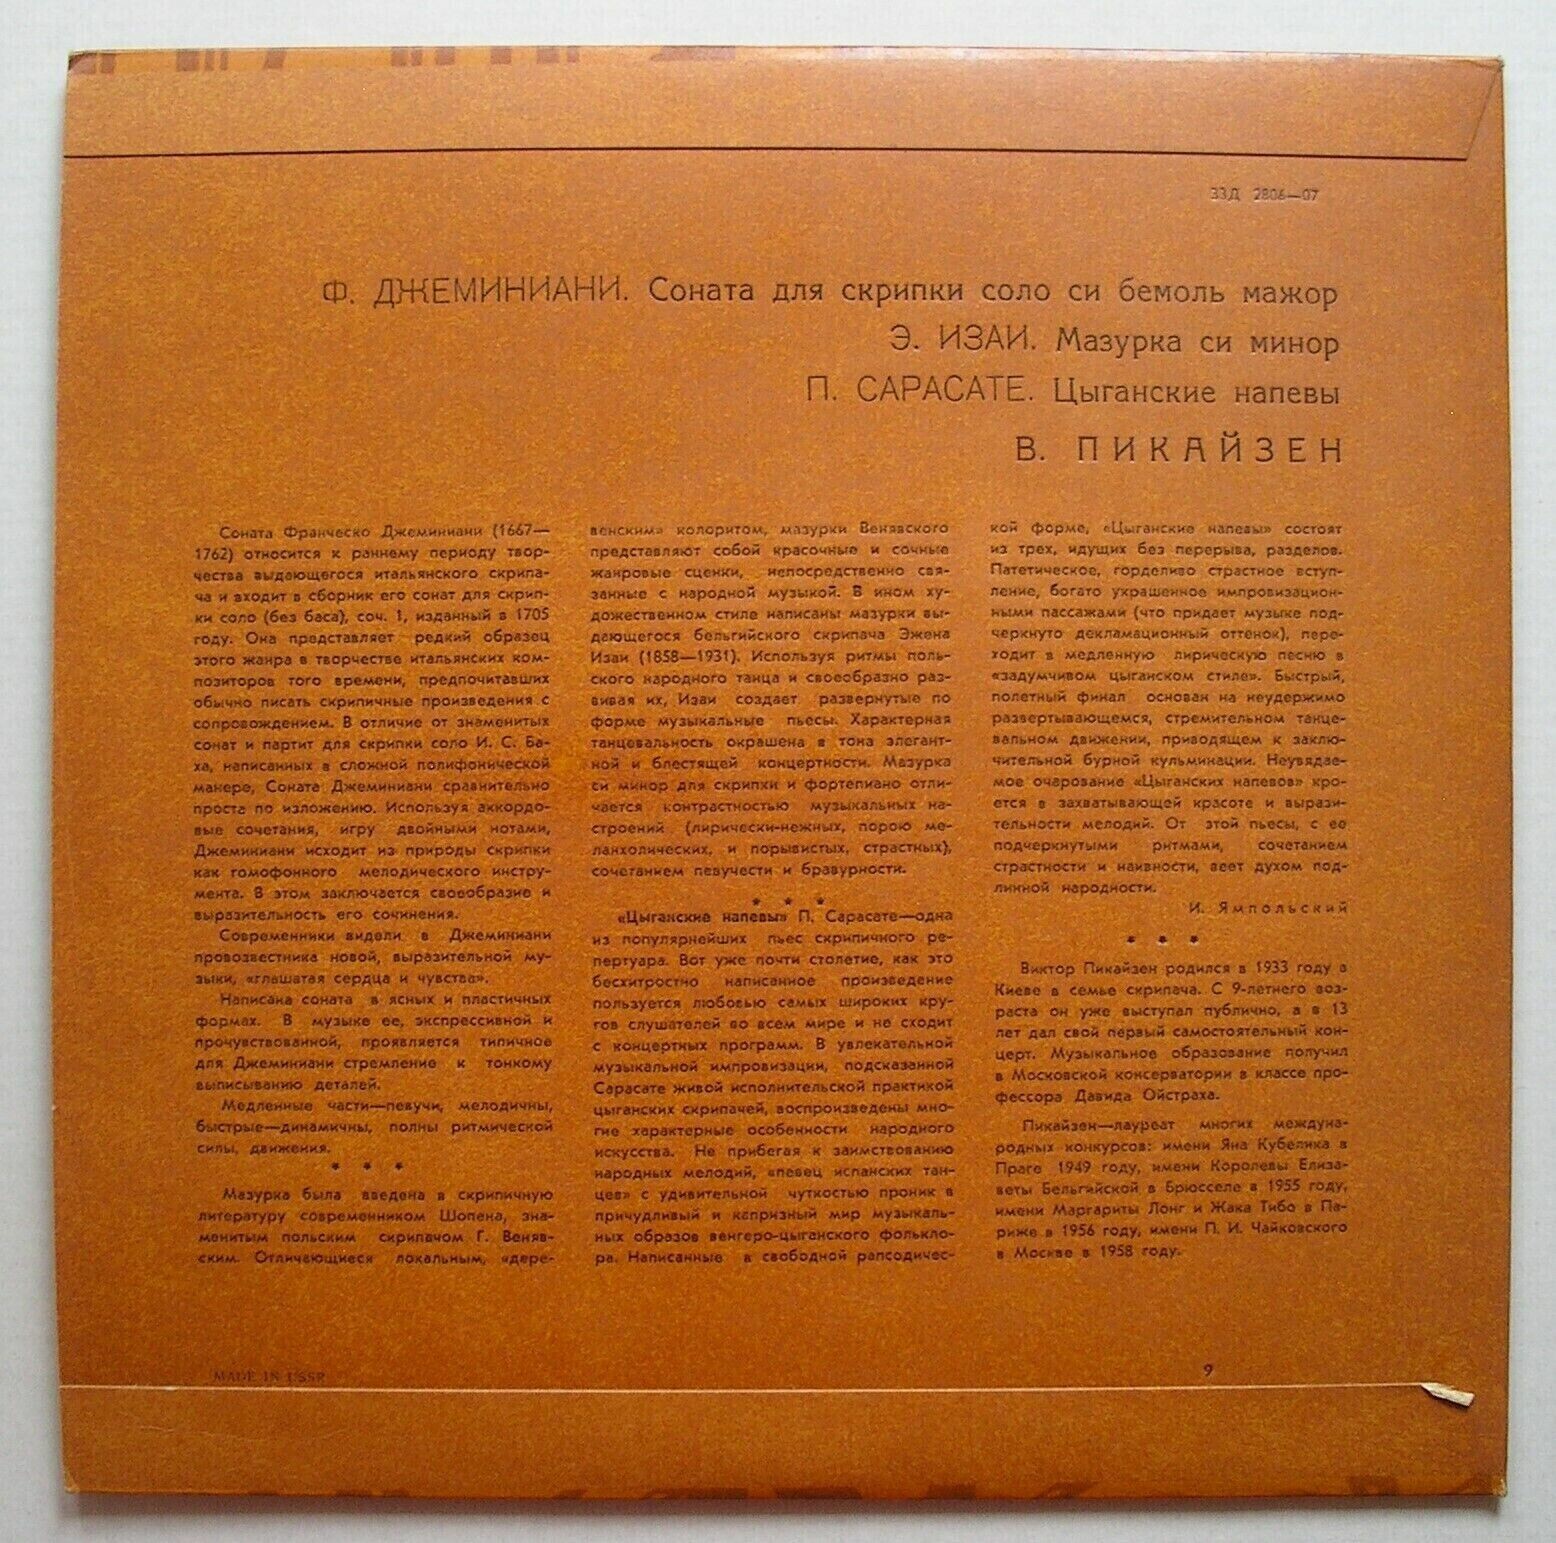 33Д 2806—07
Ф. ДЖЕМИНИАНИ. Соната для скрипки соло си бемоль мажор
Э. ИЗАИ. Мазурка си минор
П. САРАСАТЕ. Цыганские напевы
В. ПИКАЙЗЕН
Соната Франческо Джеминиани (1667—
1762) относится к раннему периоду твор-
чества выдающегося итальянского скрипа-
ча и входит в сборник его сонат для скрип-
ки соло (без баса), соч. 1, изданный в 1705
году. Она представляет редкий образец
этого жанра в творчестве итальянских ком-
позиторов того времени, предпочитавших
обычно писать скрипичные произведения с
сопровождением. В отличие от знаменитых
сонат и партит для скрипки соло И. С. Ба-
ха, написанных в сложной полифонической
манере, Соната Джеминиани сравнительно
проста по изложению. Используя аккордо-
вые сочетания, игру двойными нотами,
Джеминиани исходит из природы скрипки
как гомофонного мелодического инстру-
мента. В этом заключается своеобразие и
выразительность его сочинения.
Современники видели в Джеминиани
провозвестника новой, выразительной му-
зыки, «глашатая сердца и чувства».
Написана соната в ясных и пластичных
формах. В музыке ее, экспрессивной и
прочувствованной, проявляется типичное
для Джеминиани стремление к тонкому
выписыванию деталей.
Медленные части—певучи, мелодичны,
быстрые—динамичны, полны ритмической
силы, движения.
* * *
Мазурка была введена в скрипичную
литературу современником Шопена, зна-
менитым польским скрипачом Г. Веняв-
ским. Отличающиеся локальным, «дере-
венским» колоритом, мазурки Венявского
представляют собой красочные и сочные
жанровые сценки, непосредственно свя-
занные с народной музыкой. В ином ху-
дожественном стиле написаны мазурки вы-
дающегося бельгийского скрипача Эжена
Изаи (1858—1931). Используя ритмы поль-
ского народного танца и своеобразно раз-
вивая их, Изаи создает развернутые по
форме музыкальные пьесы. Характерная
танцевальность окрашена в тона элегант-
ной и блестящей концертности. Мазурка
си минор для скрипки и фортепиано отли-
чается контрастностью музыкальных на-
строений (лирически-нежных, порою ме-
ланхолических, и порывистых, страстных),
сочетанием певучести и бравурности.
* * *
«Цыганские напевы» П. Сарасате—одна
из популярнейших пьес скрипичного ре-
пертуара. Вот уже почти столетие, как это
бесхитростно написанное произведение
пользуется любовью самых широких кру-
гов слушателей во всем мире и не сходит
с концертных программ. В увлекательной
музыкальной импровизации, подсказанной
Сарасате живой исполнительской практикой
цыганских скрипачей, воспроизведены мно-
гие характерные особенности народного
искусства. Не прибегая к заимствованию
народных мелодий, «певец испанских тан-
цев» с удивительной чуткостью проник в
причудливый и капризный мир музыкаль-
ных образов венгеро-цыганского фолькло-
ра. Написанные в свободной рапсодичес-
кой форме, «Цыганские напевы» состоят
из трех, идущих без перерыва, разделов.
Патетическое, горделиво страстное вступ-
ление, богато украшенное импровизацион-
ными пассажами (что придает музыке под-
черкнуто декламационный оттенок), пере-
ходит в медленную лирическую песню в
«задумчивом цыганском стиле». Быстрый,
полетный финал основан на неудержимо
развертывающемся, стремительном танце-
вальном движении, приводящем к заклю-
чительной бурной кульминации. Неувядае-
мое очарование «Цыганских напевов» кро-
ется в захватывающей красоте и вырази-
тельности мелодий. От этой пьесы, с ее
подчеркнутыми ритмами, сочетанием
страстности и наивности, веет духом под-
линной народности.
И. Ямпольский
* * *
Виктор Пикайзен родился в 1933 году в
Киеве в семье скрипача. С 9-летнего воз-
раста он уже выступал публично, а в 13
лет дал свой первый самостоятельный кон-
церт. Музыкальное образование получил
в Московской консерватории в классе про-
фессора Давида Ойстраха.
Пикайзен—лауреат многих междуна-
родных конкурсов: имени Яна Кубелика в
Праге 1949 году, имени Королевы Елиза-
веты Бельгийской в Брюсселе в 1955 году,
имени Маргариты Лонг и Жака Тибо в Па-
риже в 1956 году, имени П. И. Чайковского
в Москве в 1958 году.
MADE IN USSR
9